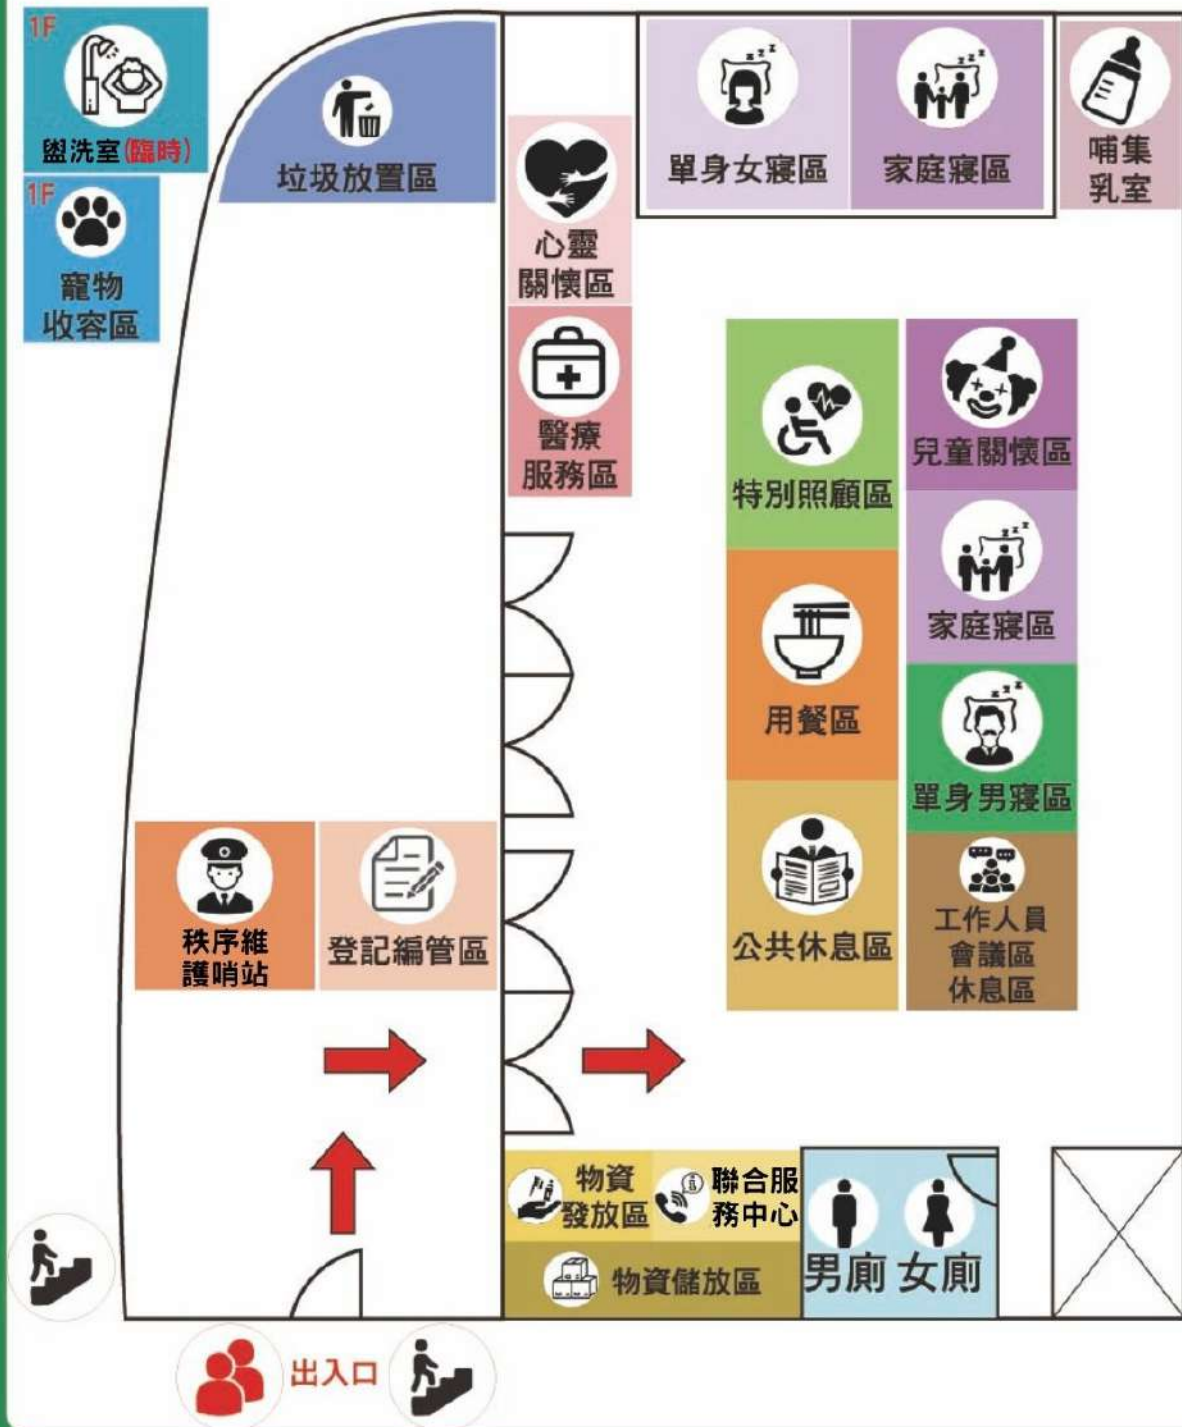 1F
盥洗室(臨時)
1F
寵物
收容區
垃圾放置區
心靈
關懷區
醫療
服務區
單身女寢區
家庭寢區
哺集
乳室
特別照顧區
兒童關懷區
家庭寢區
用餐區
單身男寢區
公共休息區
工作人員
會議區
休息區
秩序維
護哨站
登記編管區
物資
發放區
聯合服
務中心
物資儲放區
男廁
女廁
出入口